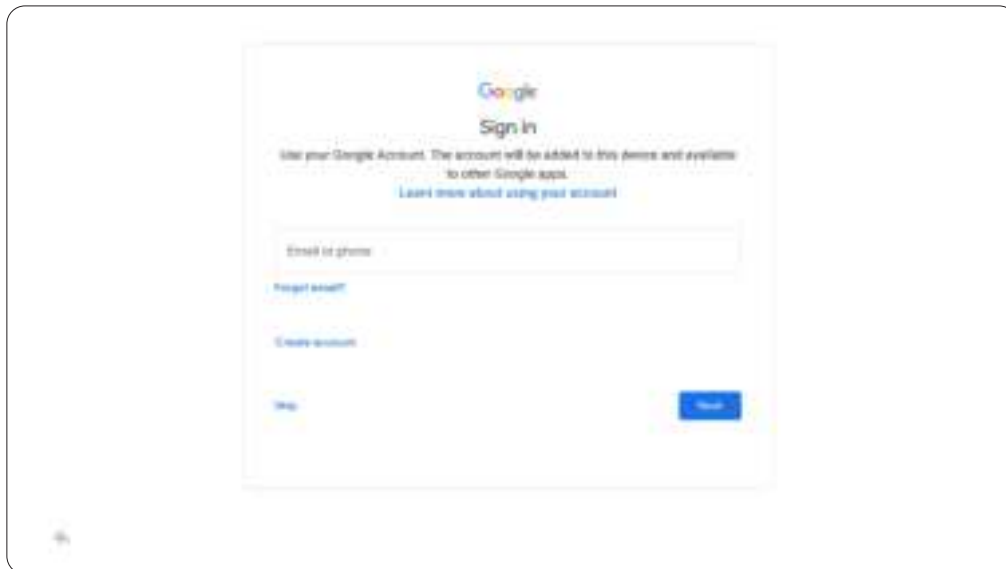 Google
Sign in
Use your Google Account. The account will be added to this device and available
to other Google apps.
Learn more about using your account
Email or phone
Forgot email?
Create account
Skip
Next